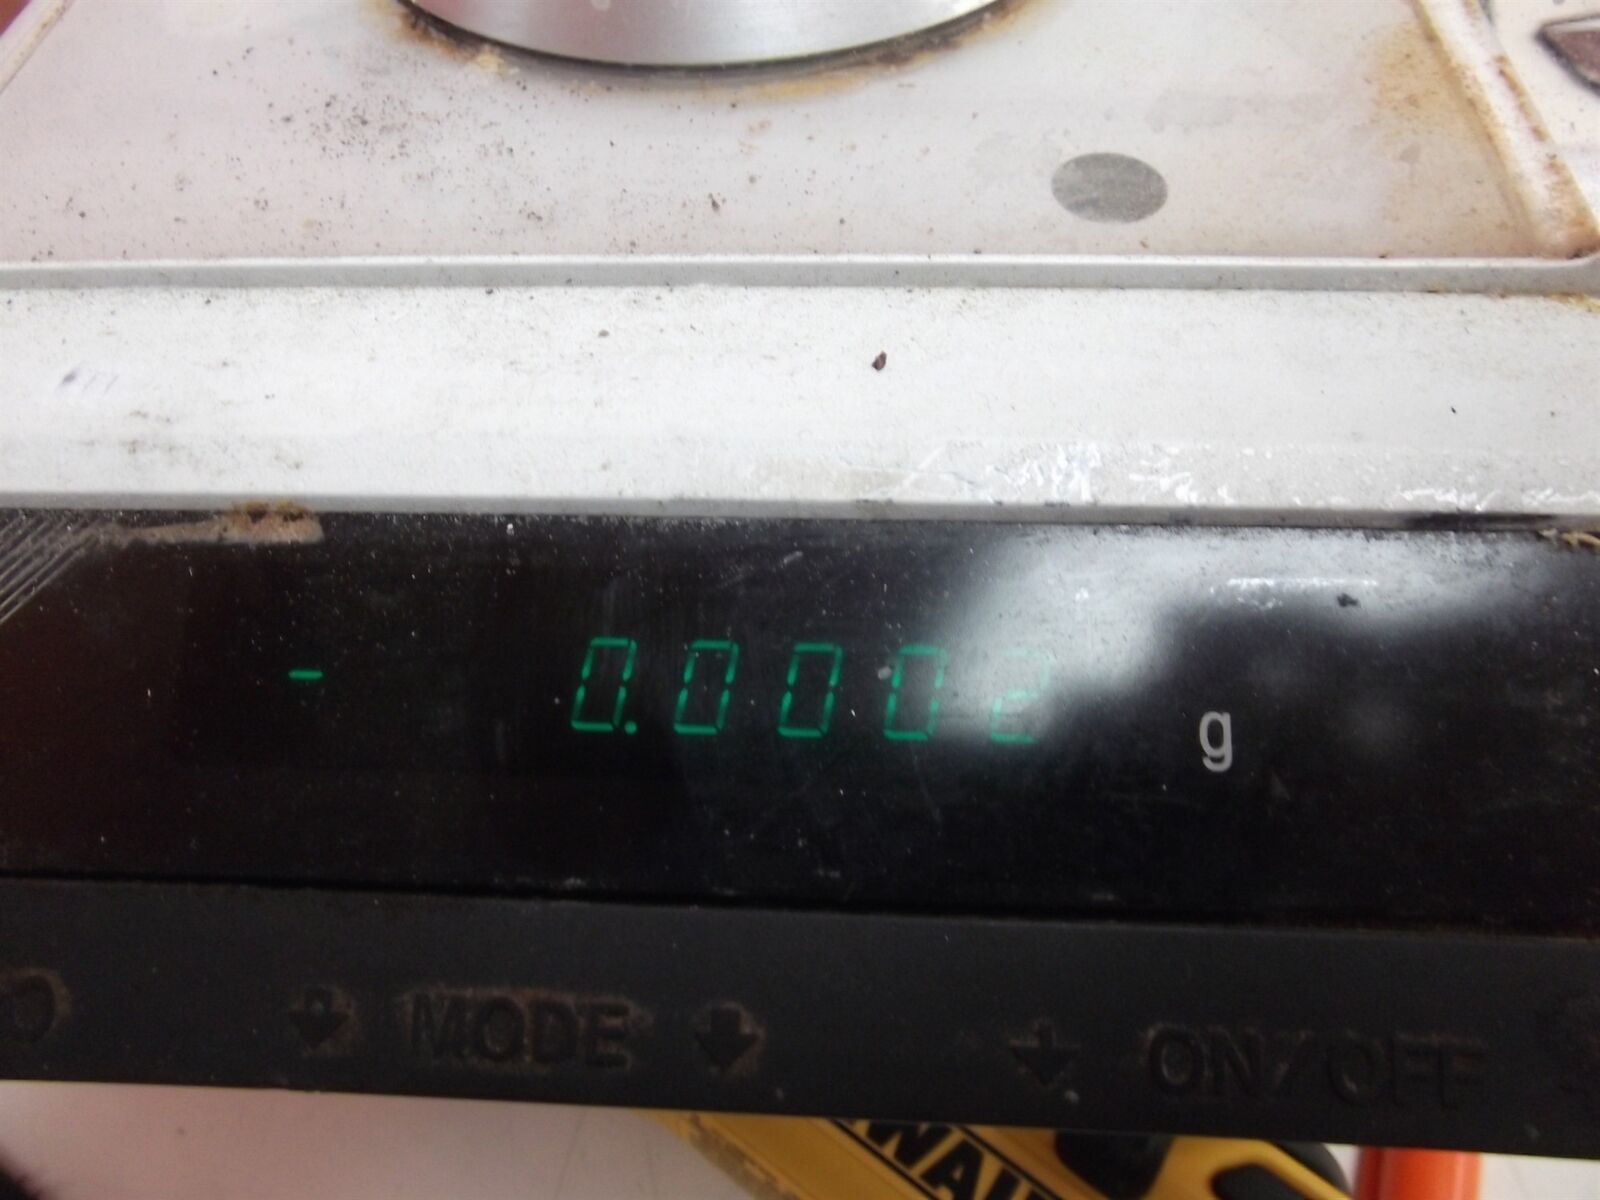 - 0.0002 g
MODE ON/OFF